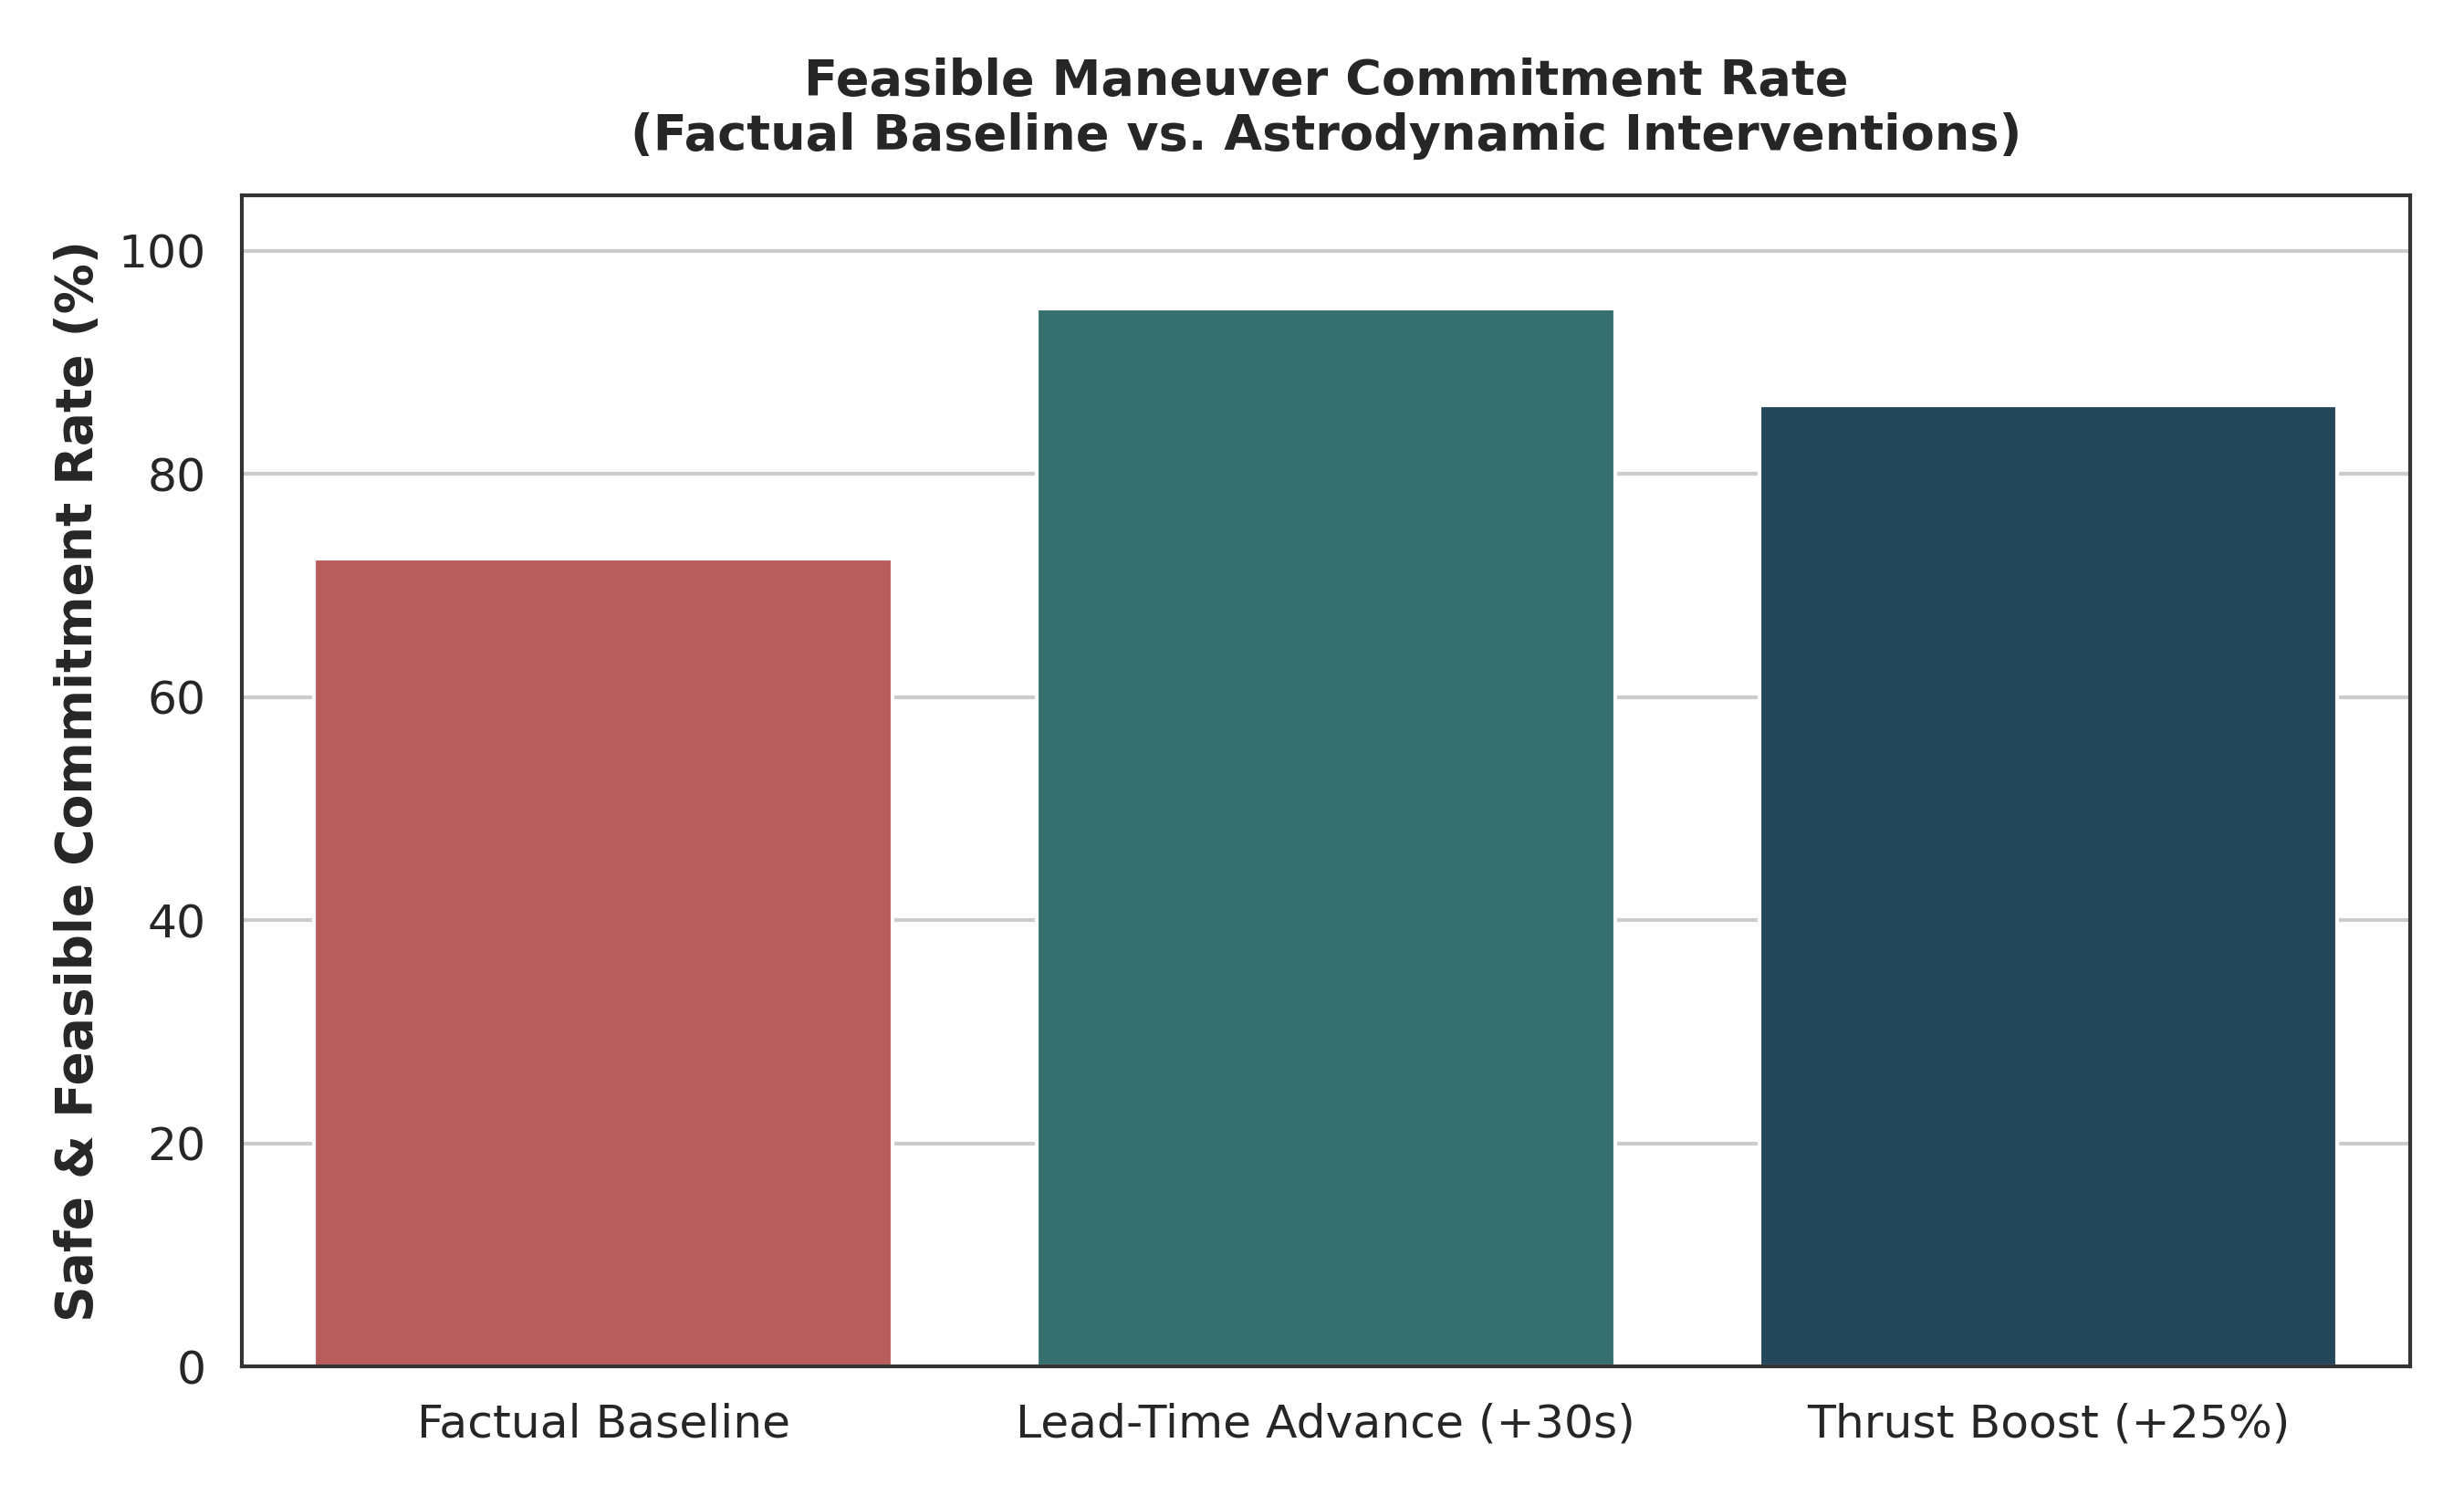 Feasible Maneuver Commitment Rate
(Factual Baseline vs. Astrodynamic Interventions)
Safe & Feasible Commitment Rate (%)
100
80
60
40
20
0
Factual Baseline
Lead-Time Advance (+30s)
Thrust Boost (+25%)